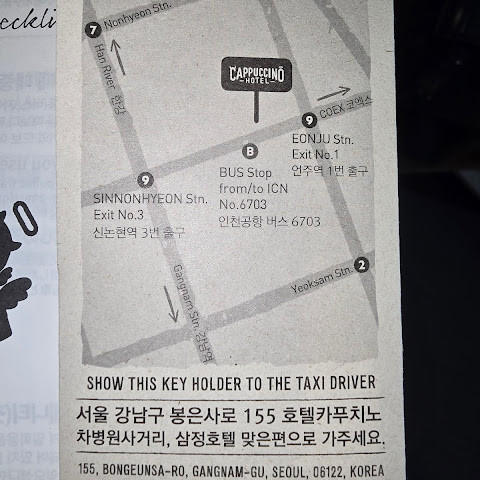 ecckli
7 Nonhyeon Stn.
Han River 한강
CAPPUCCINO
HOTEL
COEX 코엑스
9
EONJU Stn.
Exit No.1
언주역 1번 출구
B
BUS Stop
from/to ICN
No.6703
인천공항 버스 6703
9
SINNONHYEON Stn.
Exit No.3
신논현역 3번 출구
Yeoksam Stn. 2
Gangnam Stn. 강남역
SHOW THIS KEY HOLDER TO THE TAXI DRIVER
서울 강남구 봉은사로 155 호텔카푸치노
차병원사거리, 삼정호텔 맞은편으로 가주세요.
155, BONGEUNSA-RO, GANGNAM-GU, SEOUL, 06122, KOREA